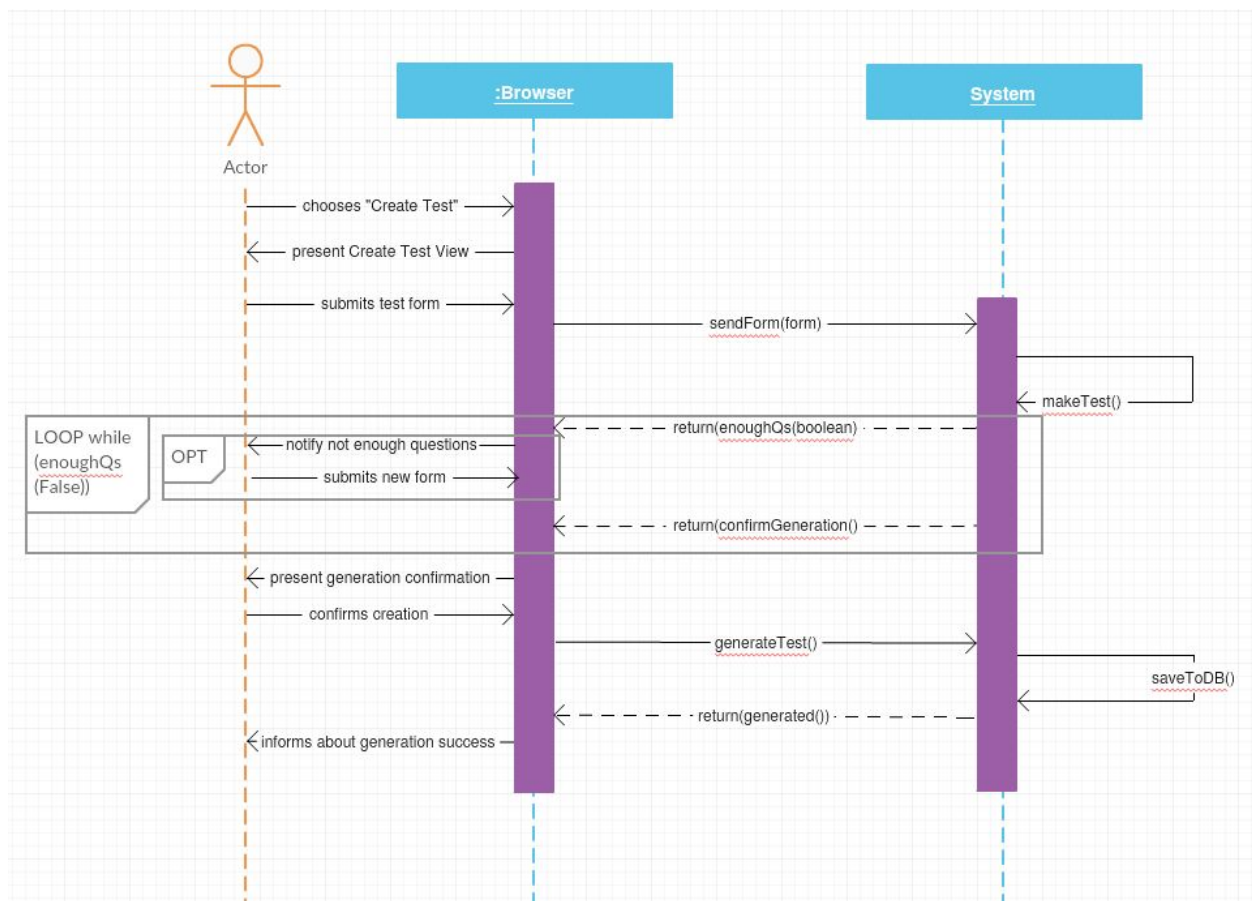 :Browser
System
Actor
chooses "Create Test"
present Create Test View
submits test form
sendForm(form)
makeTest()
LOOP while
(enoughQs
(False))
return(enoughQs(boolean)
OPT
notify not enough questions
submits new form
return(confirmGeneration()
present generation confirmation
confirms creation
generateTest()
saveToDB()
return(generated())
informs about generation success